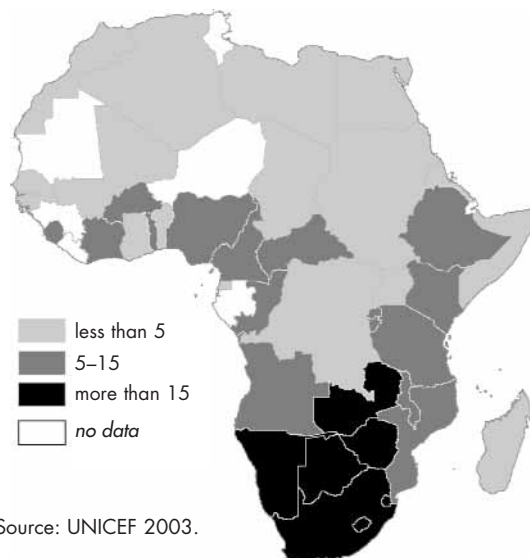 less than 5
5–15
more than 15
no data
Source: UNICEF 2003.